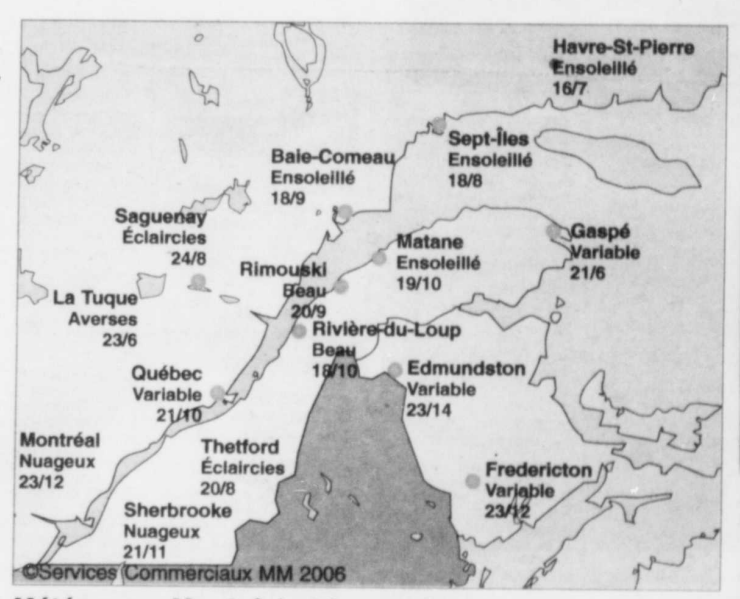 Havre-St-Pierre
Ensoleillé
16/7
Sept-Îles
Ensoleillé
18/8
Baie-Comeau
Ensoleillé
18/9
Saguenay
Éclaircies
24/8
Gaspé
Variable
21/6
Matane
Ensoleillé
19/10
Rimouski
Beau
20/9
La Tuque
Averses
23/6
Rivière-du-Loup
Beau
18/10
Québec
Variable
21/10
Edmundston
Variable
23/14
Montréal
Nuageux
23/12
Thetford
Éclaircies
20/8
Fredericton
Variable
23/12
Sherbrooke
Nuageux
21/11
©Services Commerciaux MM 2006